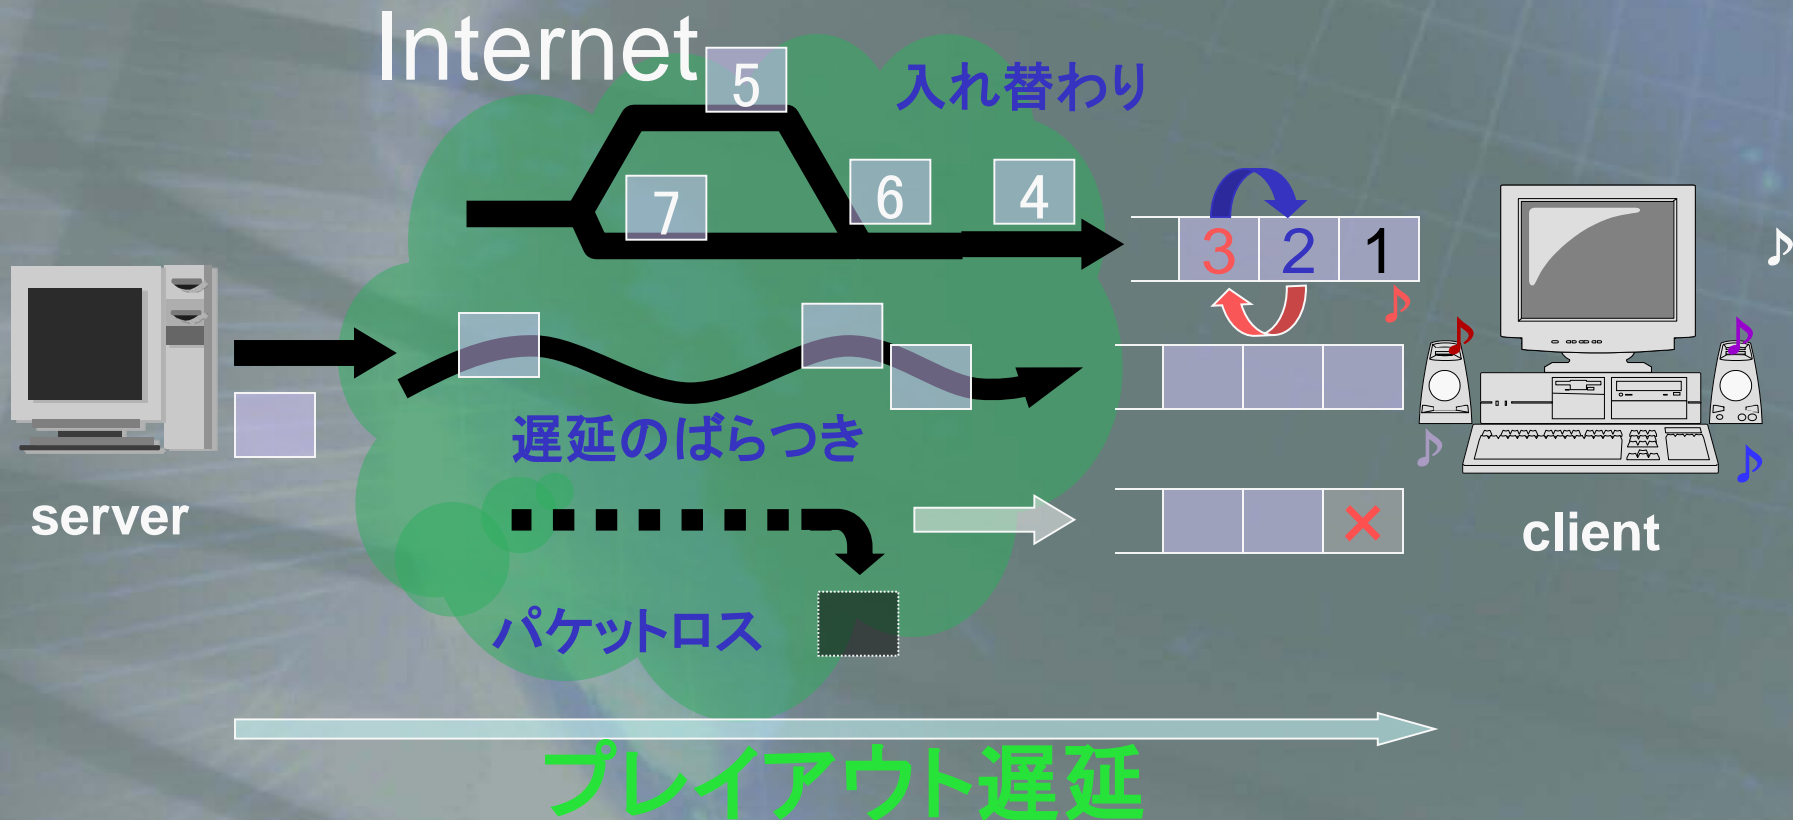 Internet
5
入れ替わり
7
6
4
3 2 1
遅延のばらつき
server
×
client
パケットロス
プレイアウト遅延